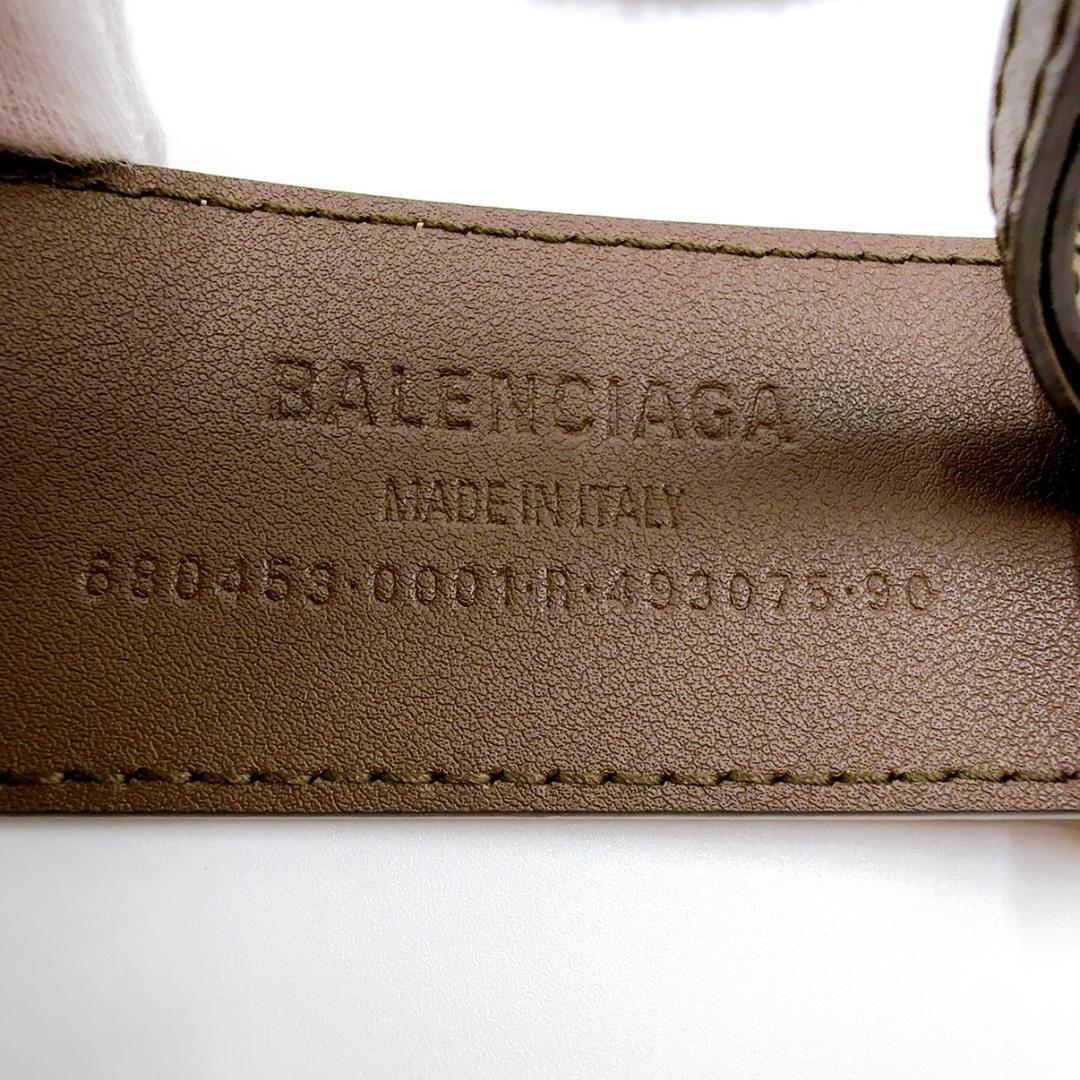 BALENCIAGA
MADE IN ITALY
680453·0001·R·493075·90